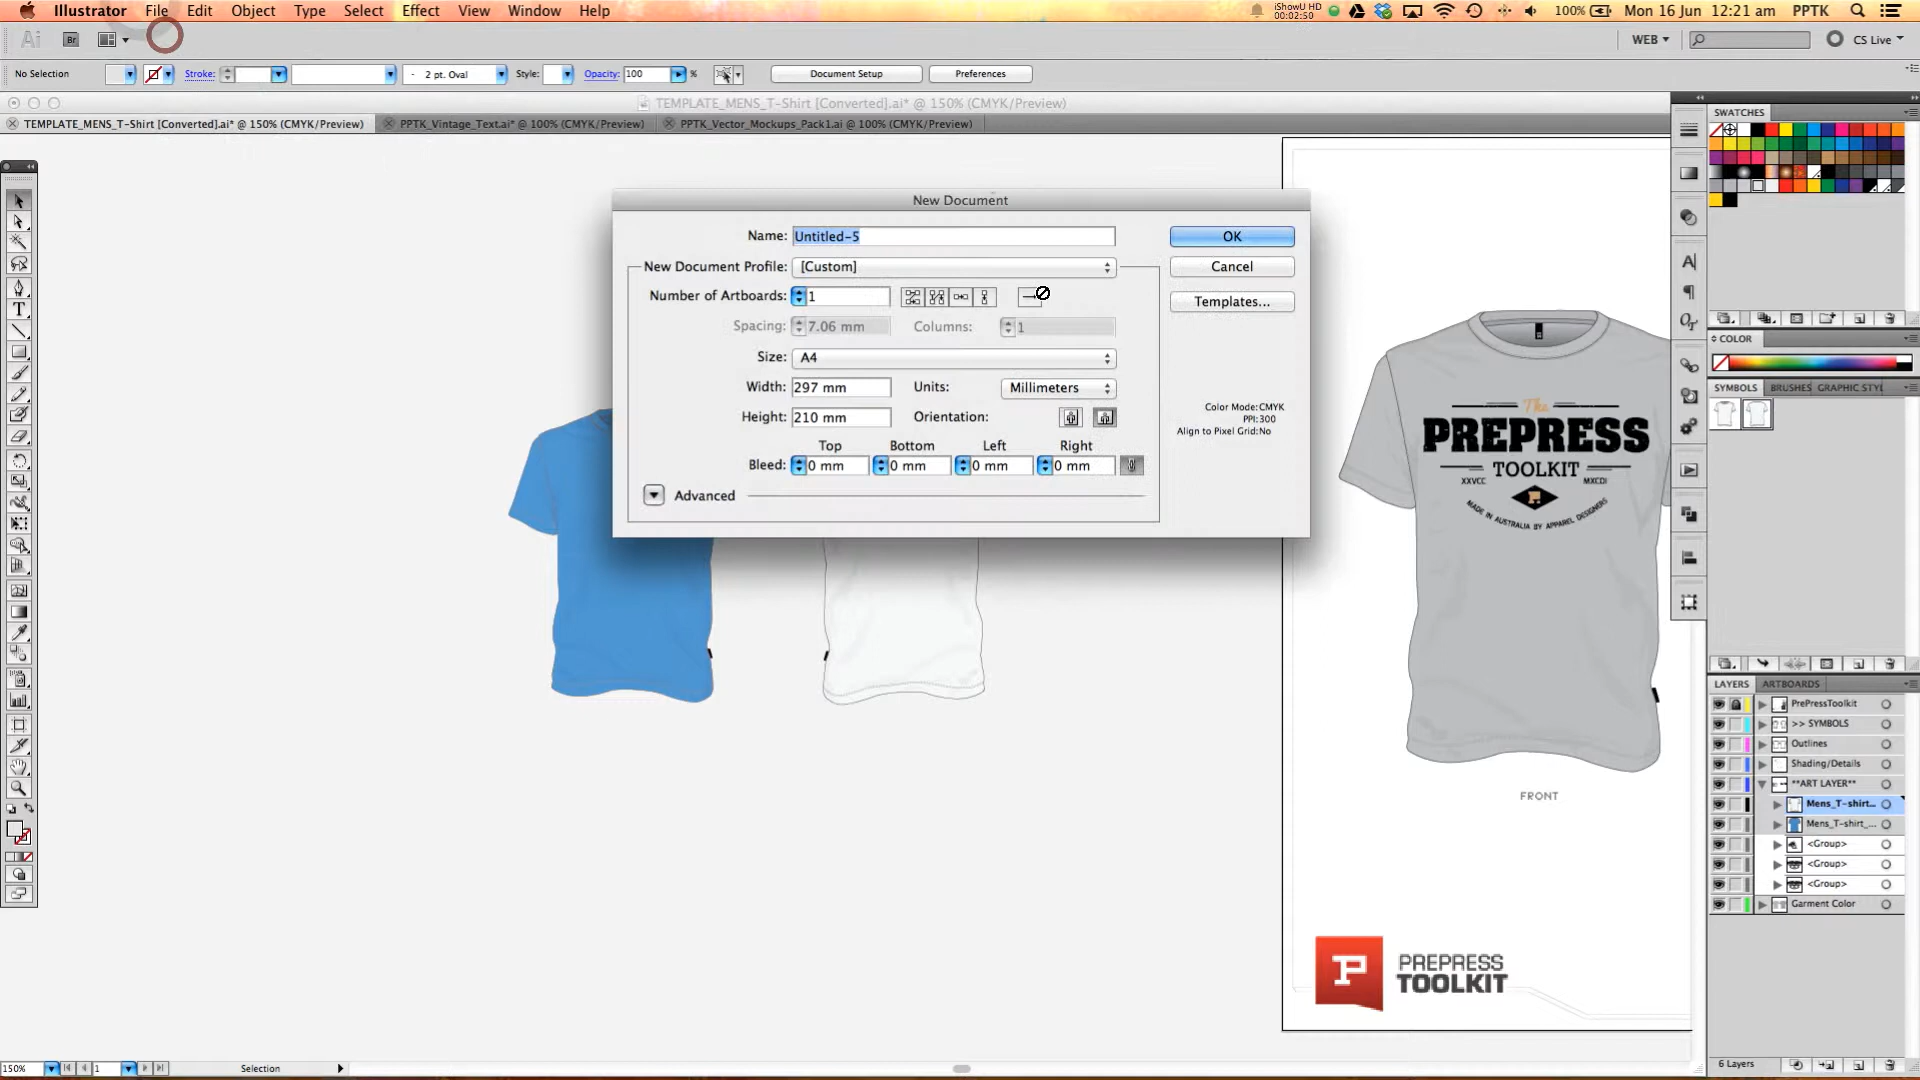 Illustrator File Edit Object Type Select Effect View Window Help
iShowU HD
00:02:50
100% Mon 16 Jun 12:21 am PPTK
Ai Br WEB CS Live
No Selection Stroke: 2 pt. Oval Style: Opacity: 100 % Document Setup Preferences
TEMPLATE_MENS_T-Shirt [Converted].ai* @ 150% (CMYK/Preview)
TEMPLATE_MENS_T-Shirt [Converted].ai* @ 150% (CMYK/Preview) PPTK_Vintage_Text.ai* @ 100% (CMYK/Preview) PPTK_Vector_Mockups_Pack1.ai @ 100% (CMYK/Preview)
New Document
Name: Untitled-5
OK
New Document Profile: [Custom]
Cancel
Number of Artboards: 1
Templates...
Spacing: 7.06 mm Columns: 1
Size: A4
Width: 297 mm Units: Millimeters
Height: 210 mm Orientation:
Color Mode:CMYK
PPI:300
Align to Pixel Grid:No
Top Bottom Left Right
Bleed: 0 mm 0 mm 0 mm 0 mm
Advanced
SWATCHES
COLOR
SYMBOLS BRUSHES GRAPHIC STYL
The
PREPRESS
TOOLKIT
XXVCC MXCDI
MADE IN AUSTRALIA BY APPAREL DESIGNERS
FRONT
PREPRESS
TOOLKIT
LAYERS ARTBOARDS
PrePressToolkit
>> SYMBOLS
Outlines
Shading/Details
**ART LAYER**
Mens_T-shirt...
Mens_T-shirt_...
<Group>
<Group>
<Group>
Garment Color
6 Layers
150% 1 Selection